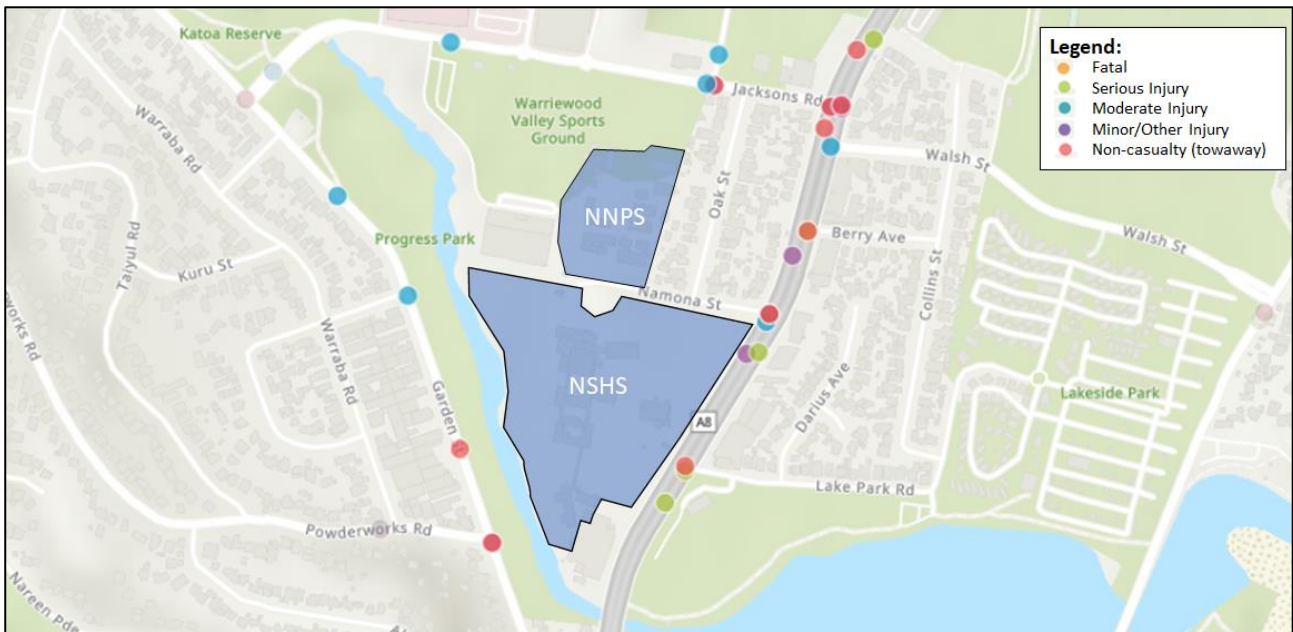 Katoa Reserve
Legend:
Fatal
Serious Injury
Moderate Injury
Minor/Other Injury
Non-casualty (towaway)
Jacksons Rd
Warriewood
Valley Sports
Ground
Warraba Rd
Walsh St
Oak St
NNPS
Taiyul Rd
Progress Park
Berry Ave
Walsh St
Kuru St
Collins St
Namona St
Warraba Rd
NSHS
Darius Ave
Lakeside Park
Garden
A8
Lake Park Rd
Powderworks Rd
Nareen Pde